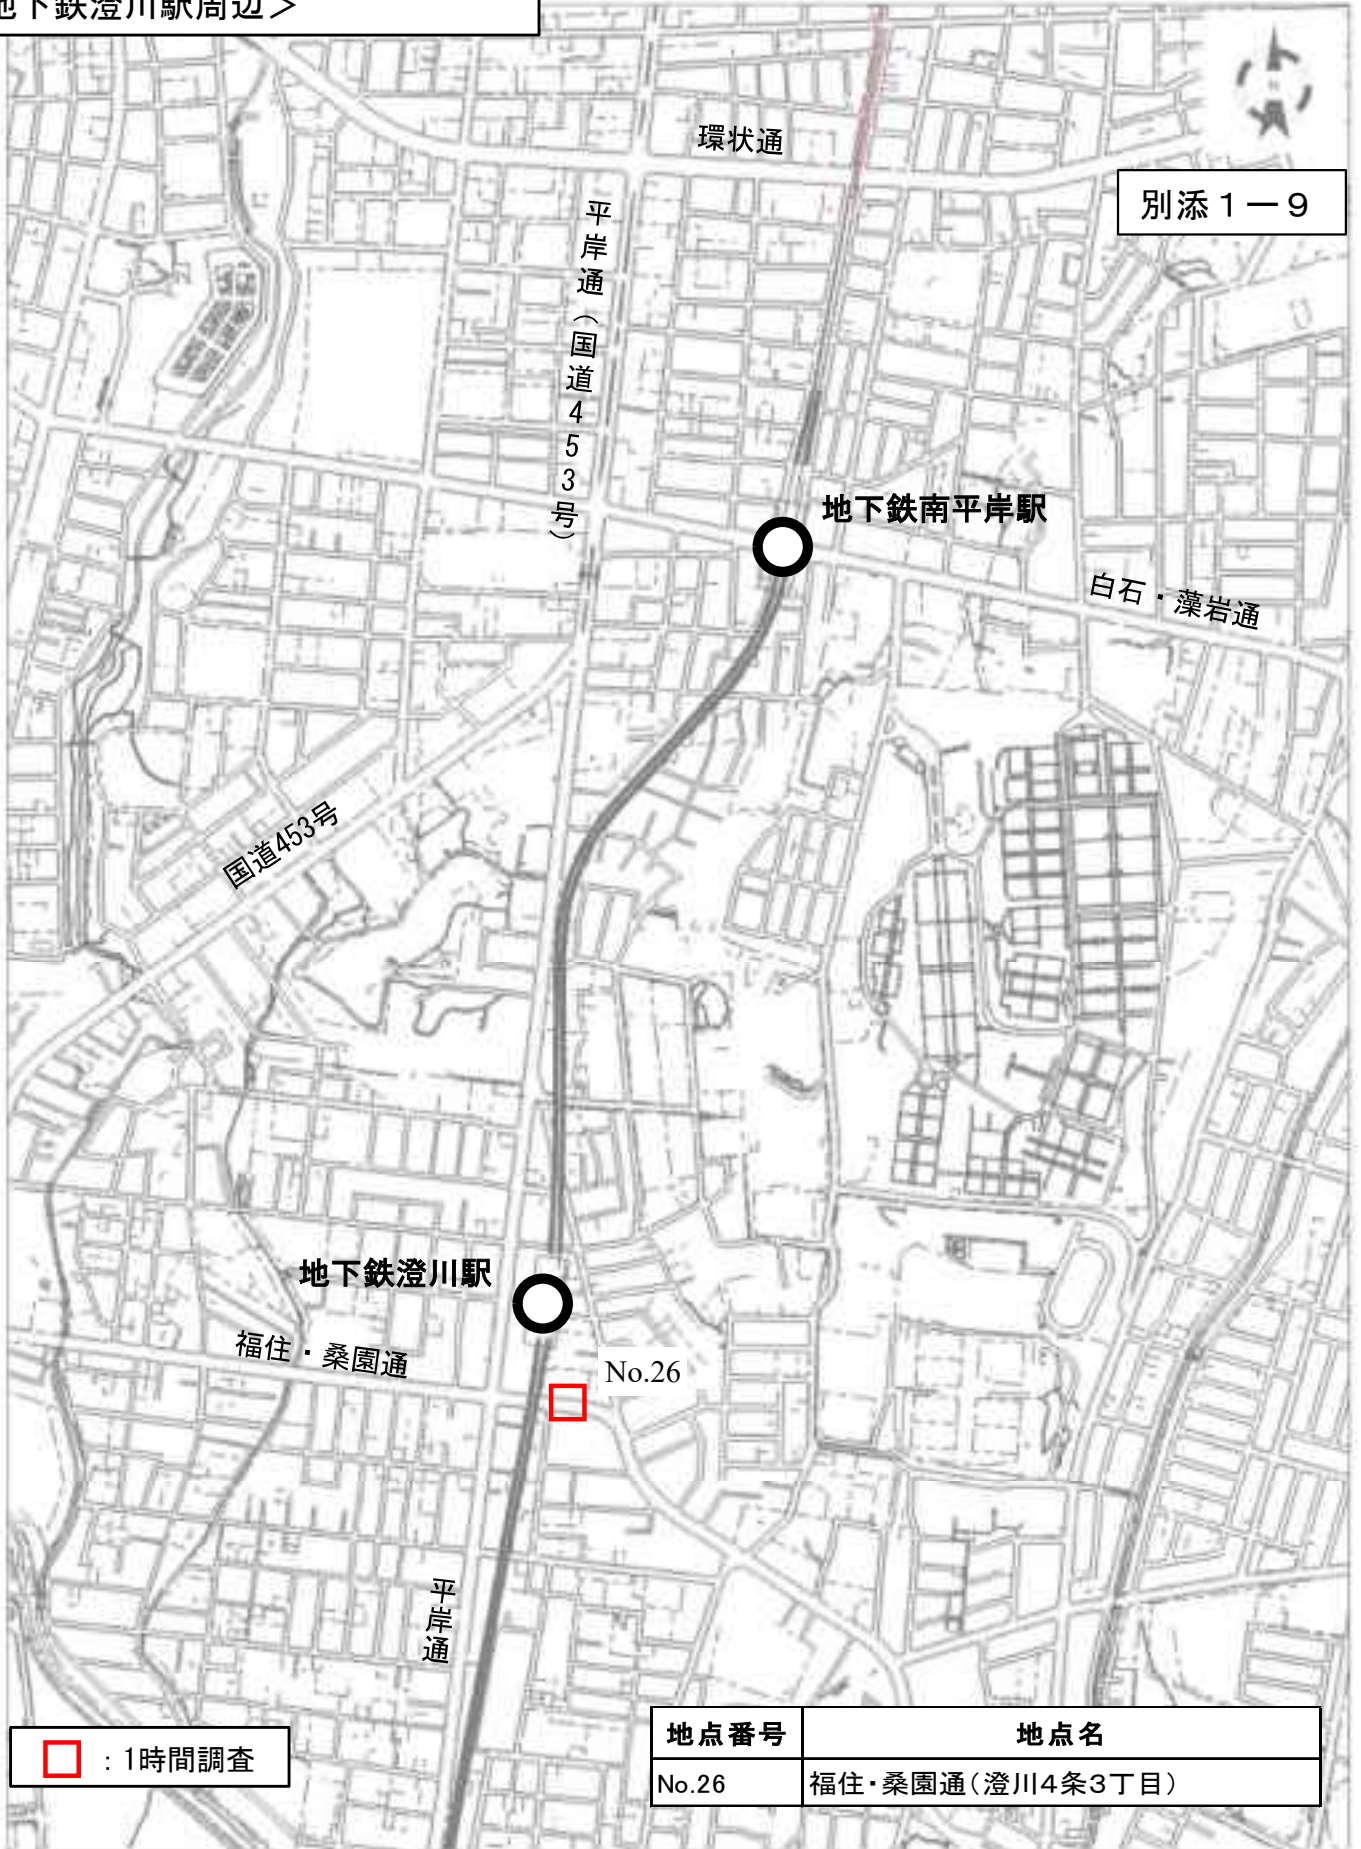 地下鉄澄川駅周辺＞
環状通
別添１－９
平岸通（国道４５３号）
地下鉄南平岸駅
白石・藻岩通
国道453号
地下鉄澄川駅
福住・桑園通
No.26
平岸通
：1時間調査
地点番号 地点名
No.26 福住・桑園通（澄川4条3丁目）